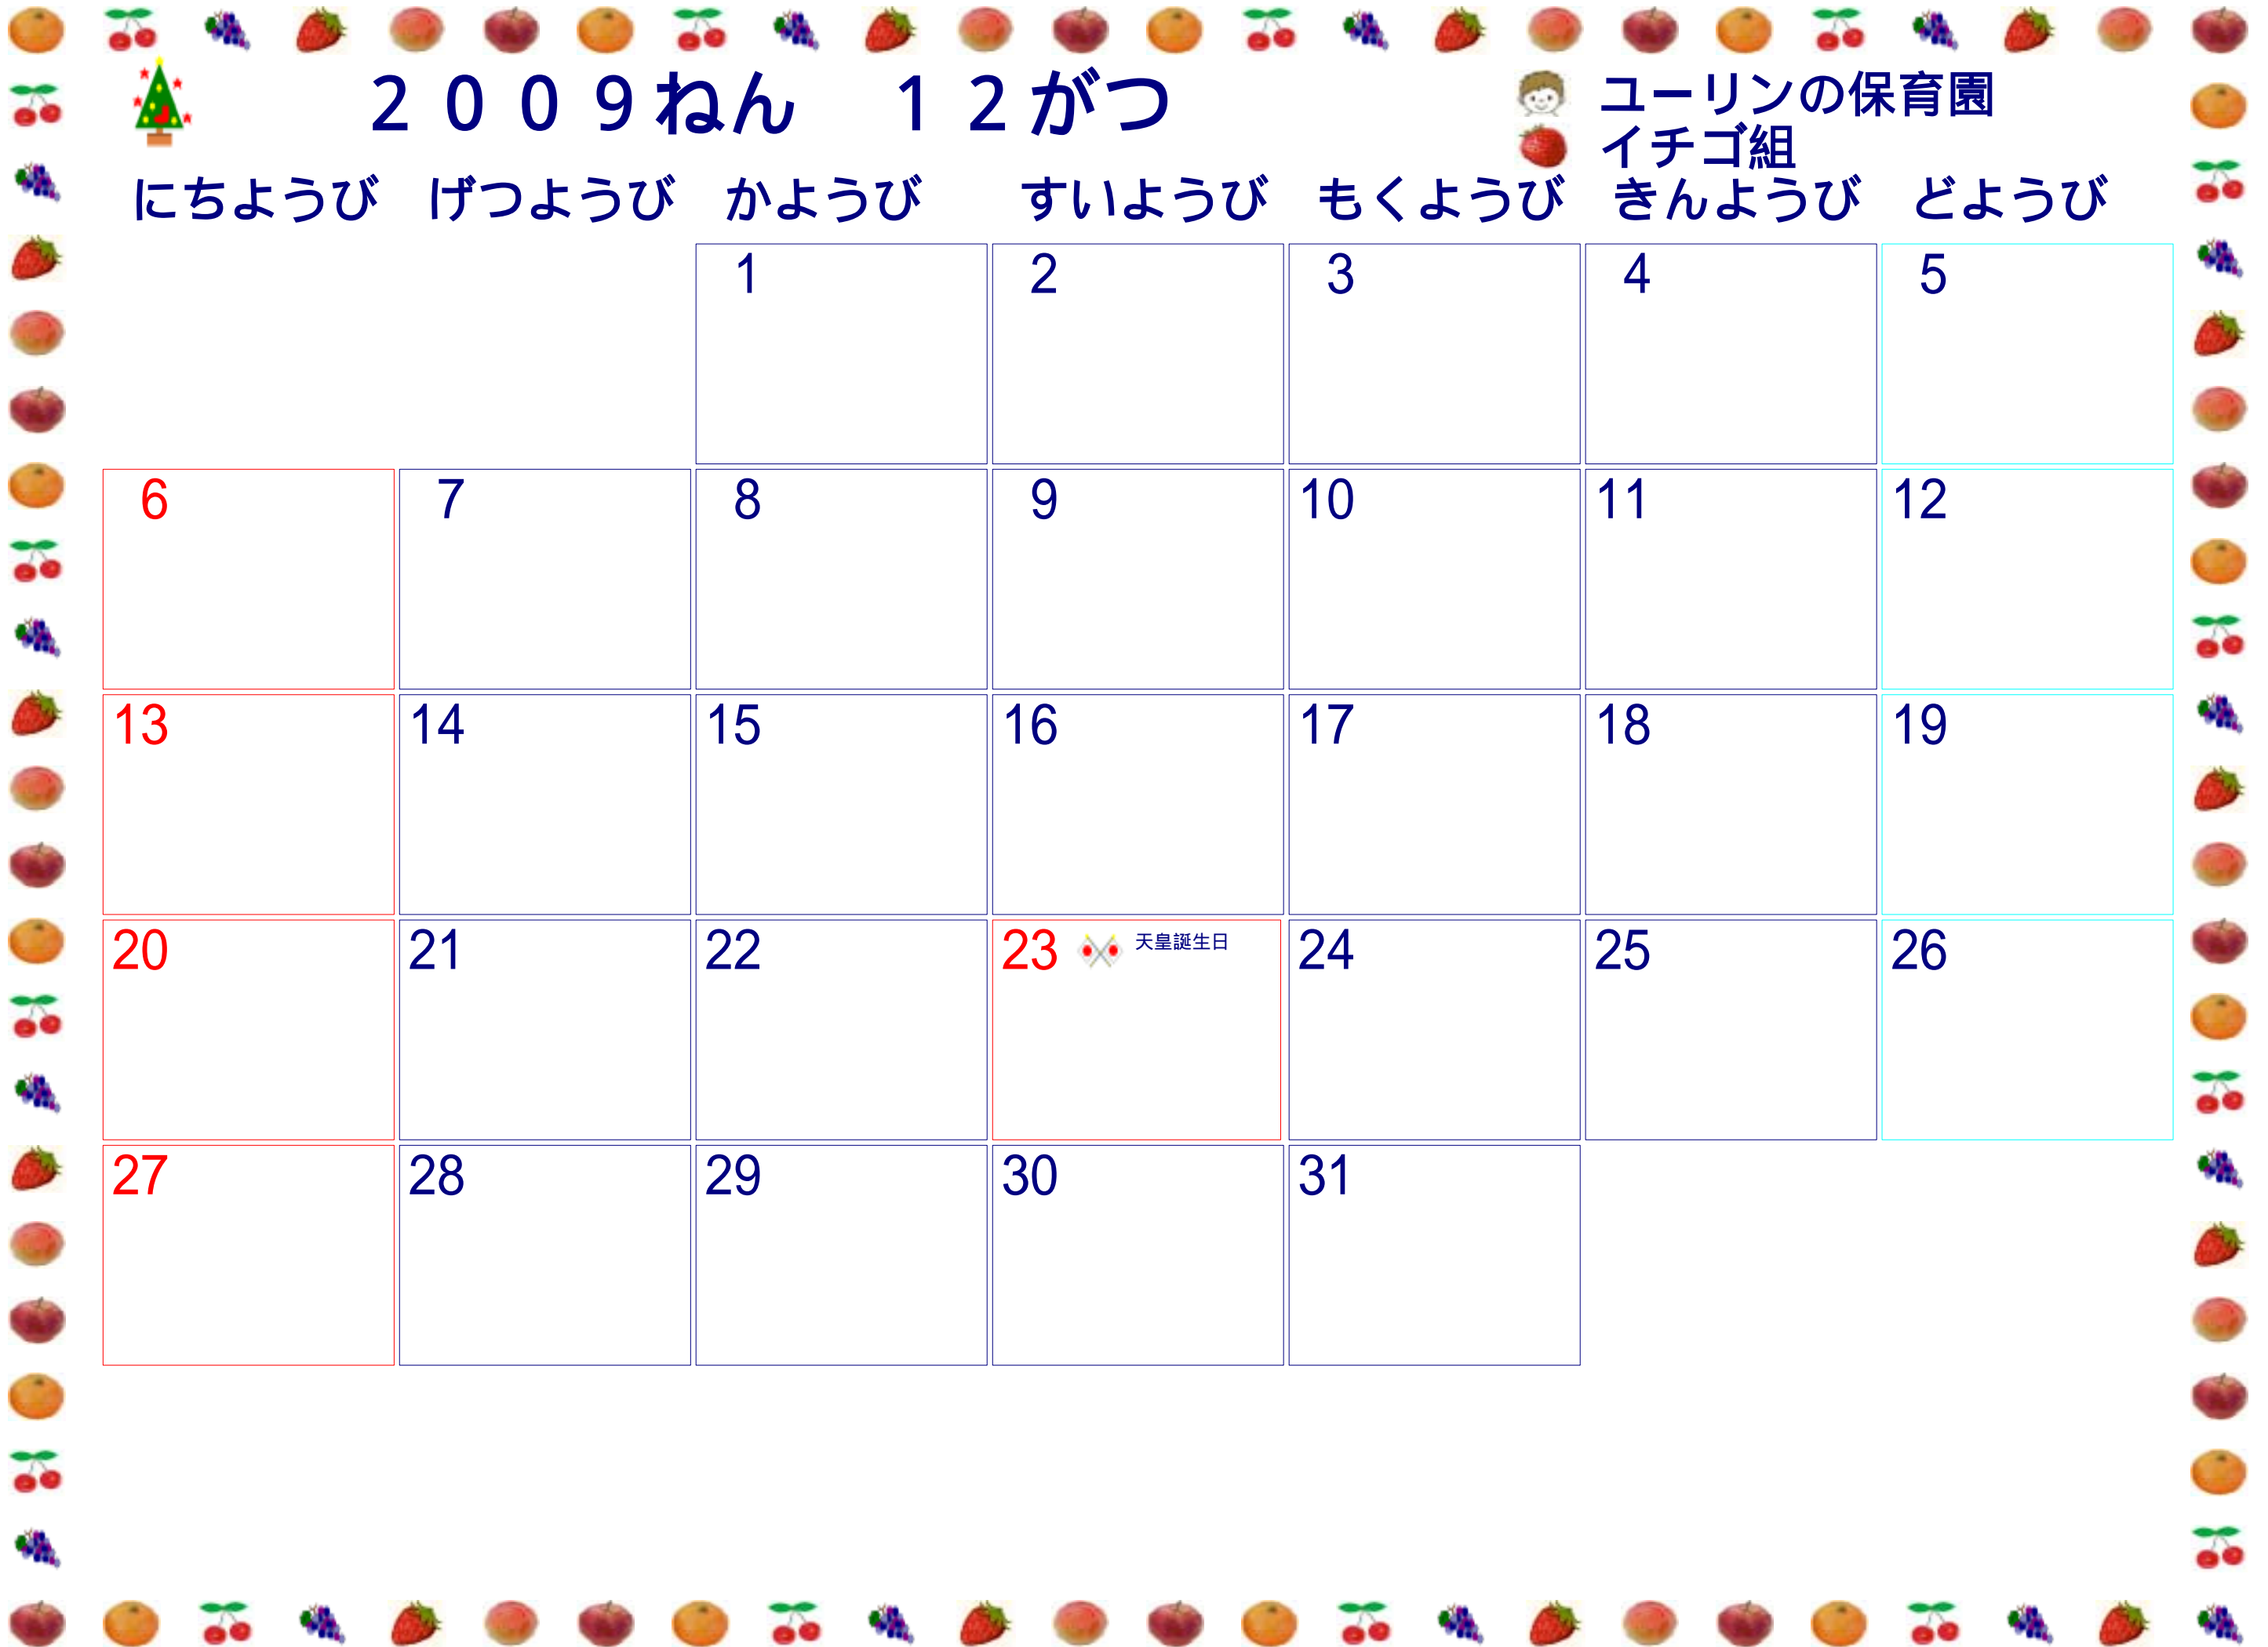 ２００９ねん　１２がつ
ユーリンの保育園
イチゴ組
にちようび げつようび かようび すいようび もくようび きんようび どようび
1 2 3 4 5
6 7 8 9 10 11 12
13 14 15 16 17 18 19
20 21 22 23 天皇誕生日 24 25 26
27 28 29 30 31